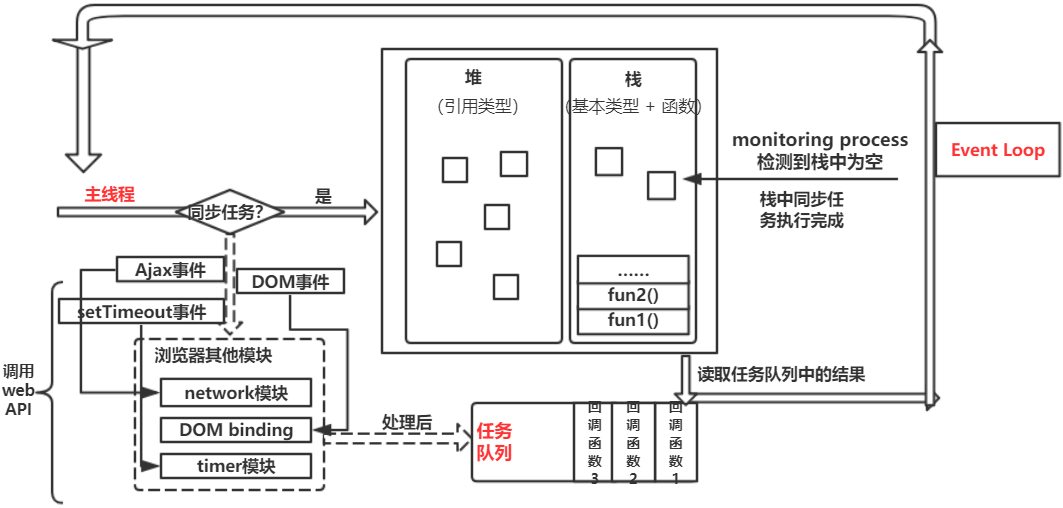 堆
(引用类型)
栈
(基本类型 + 函数)
monitoring process
检测到栈中为空
栈中同步任
务执行完成
Event Loop
主线程
同步任务?
是
Ajax事件
DOM事件
setTimeout事件
......
fun2()
fun1()
调用
web
API
浏览器其他模块
network模块
DOM binding
timer模块
处理后
读取任务队列中的结果
任务
队列
回调函数3
回调函数2
回调函数1